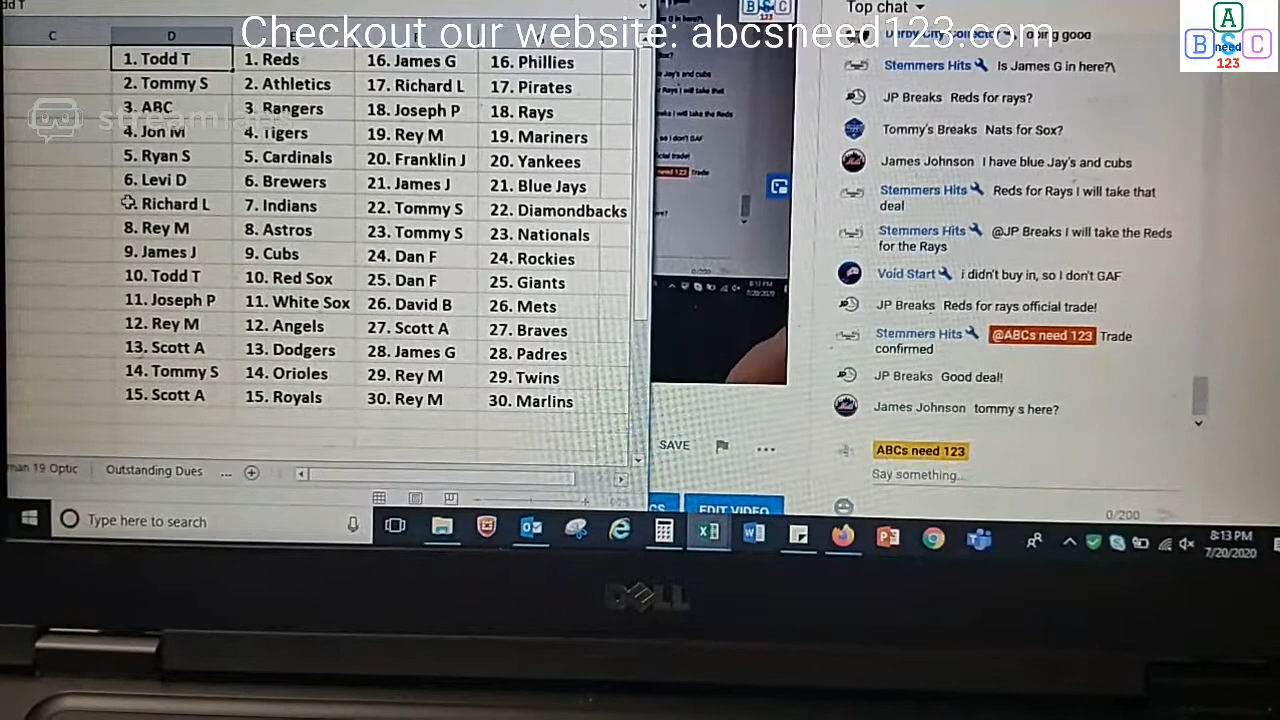 Checkout our website: abcsneed123.com
A
B S C
need
123
streamlabs
C
D
1. Todd T
1. Reds
16. James G
16. Phillies
2. Tommy S
2. Athletics
17. Richard L
17. Pirates
3. ABC
3. Rangers
18. Joseph P
18. Rays
4. Jon M
4. Tigers
19. Rey M
19. Mariners
5. Ryan S
5. Cardinals
20. Franklin J
20. Yankees
6. Levi D
6. Brewers
21. James J
21. Blue Jays
Richard L
7. Indians
22. Tommy S
22. Diamondbacks
8. Rey M
8. Astros
23. Tommy S
23. Nationals
9. James J
9. Cubs
24. Dan F
24. Rockies
10. Todd T
10. Red Sox
25. Dan F
25. Giants
11. Joseph P
11. White Sox
26. David B
26. Mets
12. Rey M
12. Angels
27. Scott A
27. Braves
13. Scott A
13. Dodgers
28. James G
28. Padres
14. Tommy S
14. Orioles
29. Rey M
29. Twins
15. Scott A
15. Royals
30. Rey M
30. Marlins
man 19 Optic
Outstanding Dues
...
SAVE
EDIT VIDEO
Top chat
Derby City Collector
doing good
Stemmers Hits Is James G in here?\
JP Breaks Reds for rays?
Tommy's Breaks Nats for Sox?
James Johnson I have blue Jay's and cubs
Stemmers Hits Reds for Rays I will take that
deal
Stemmers Hits @JP Breaks I will take the Reds
for the Rays
Void Start i didn't buy in, so I don't GAF
JP Breaks Reds for rays official trade!
Stemmers Hits @ABCs need 123 Trade
confirmed
JP Breaks Good deal!
James Johnson tommy s here?
ABCs need 123
Say something...
0/200
Type here to search
8:13 PM
7/20/2020
DELL